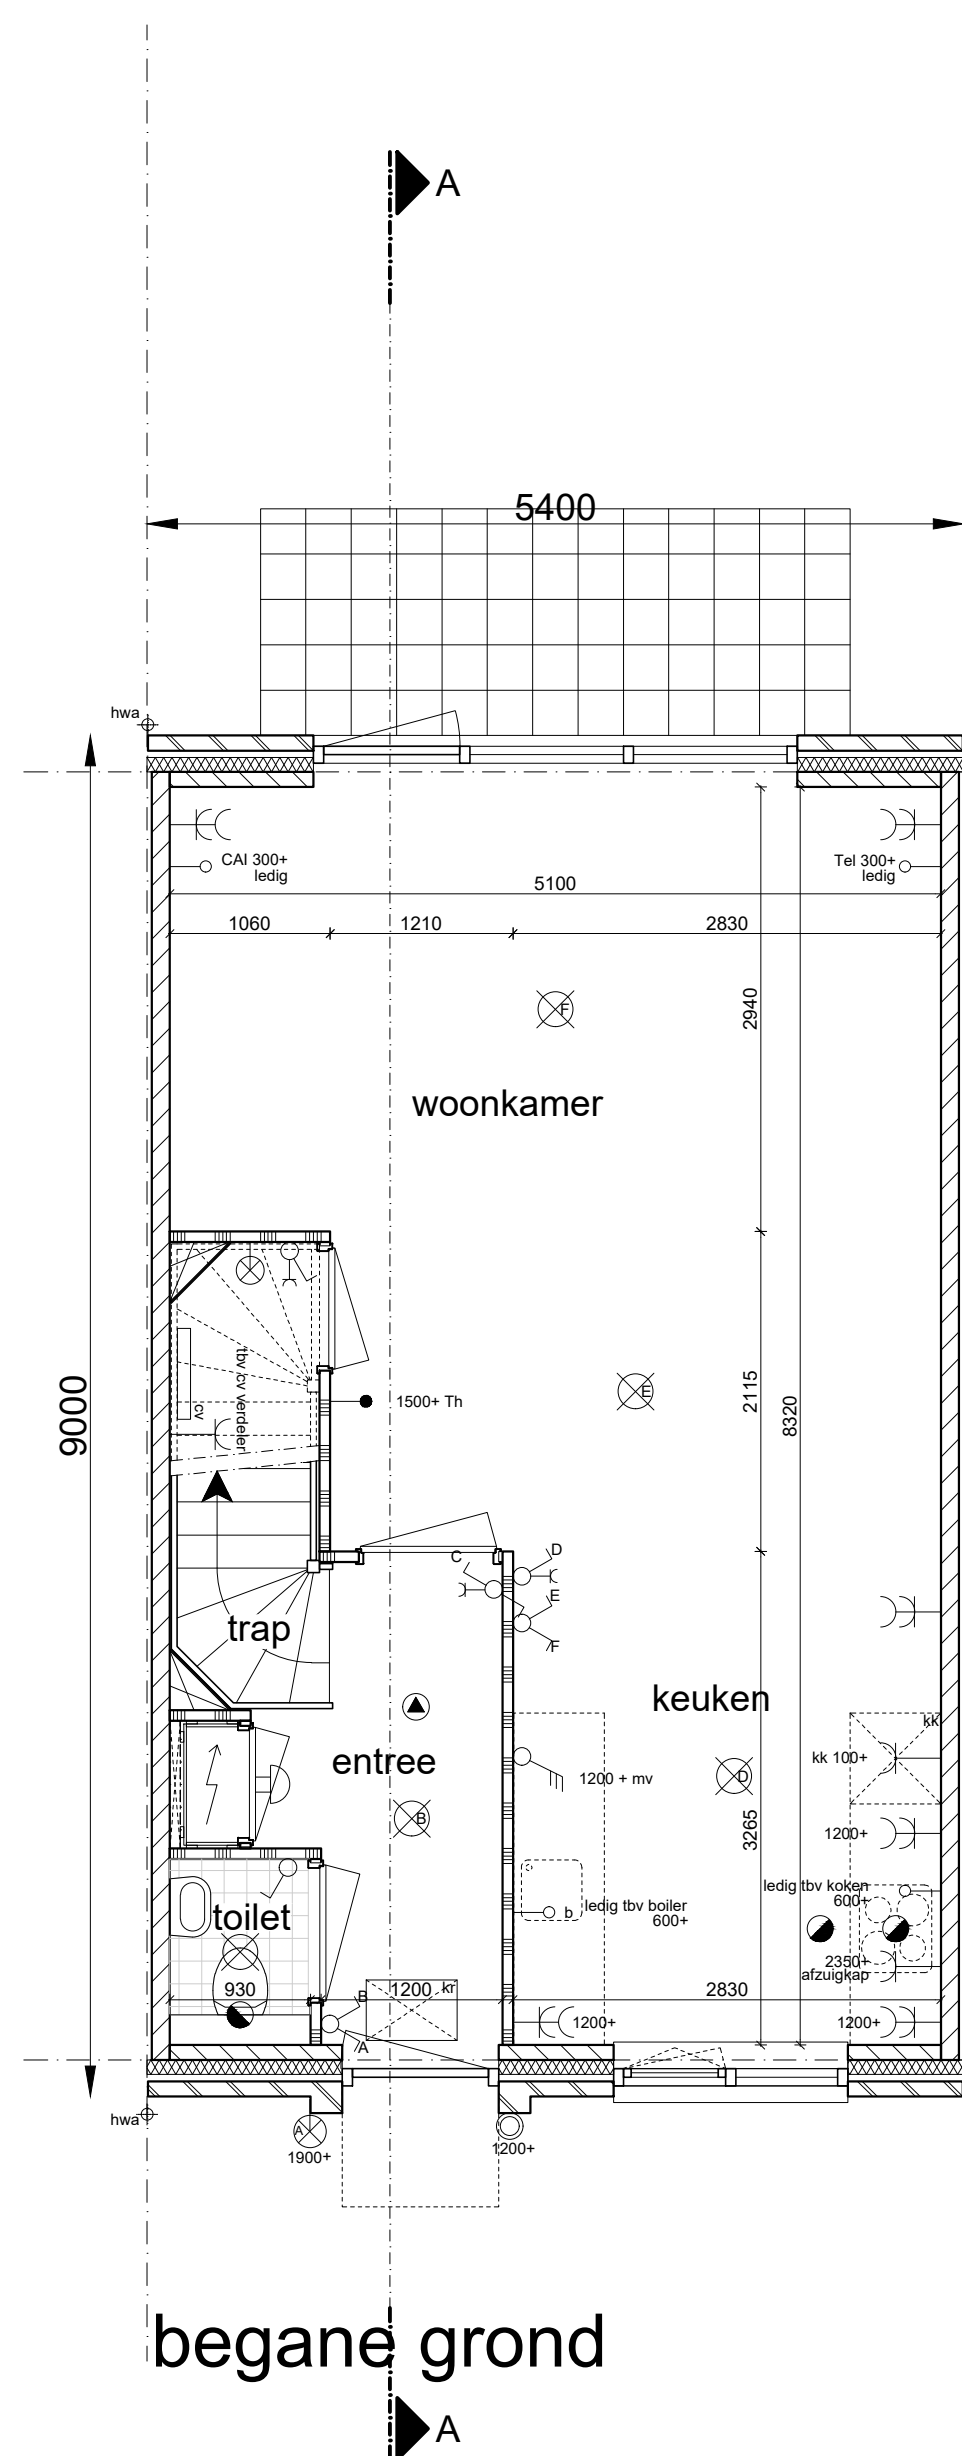 A
5400
hwa
CAI 300+
ledig
Tel 300+
ledig
5100
1060
1210
2830
2940
F
woonkamer
9000
tbv cv verdeler
cv
1500+ Th
E
2115
8320
C
D
E
F
trap
keuken
kk
kk 100+
entree
1200 + mv
D
B
3265
1200+
ledig tbv koken
600+
toilet
b
ledig tbv boiler
600+
2350+
afzuigkap
930
1200
kr
2830
B
A
1200+
1200+
hwa
A
1900+
1200+
begane grond
A